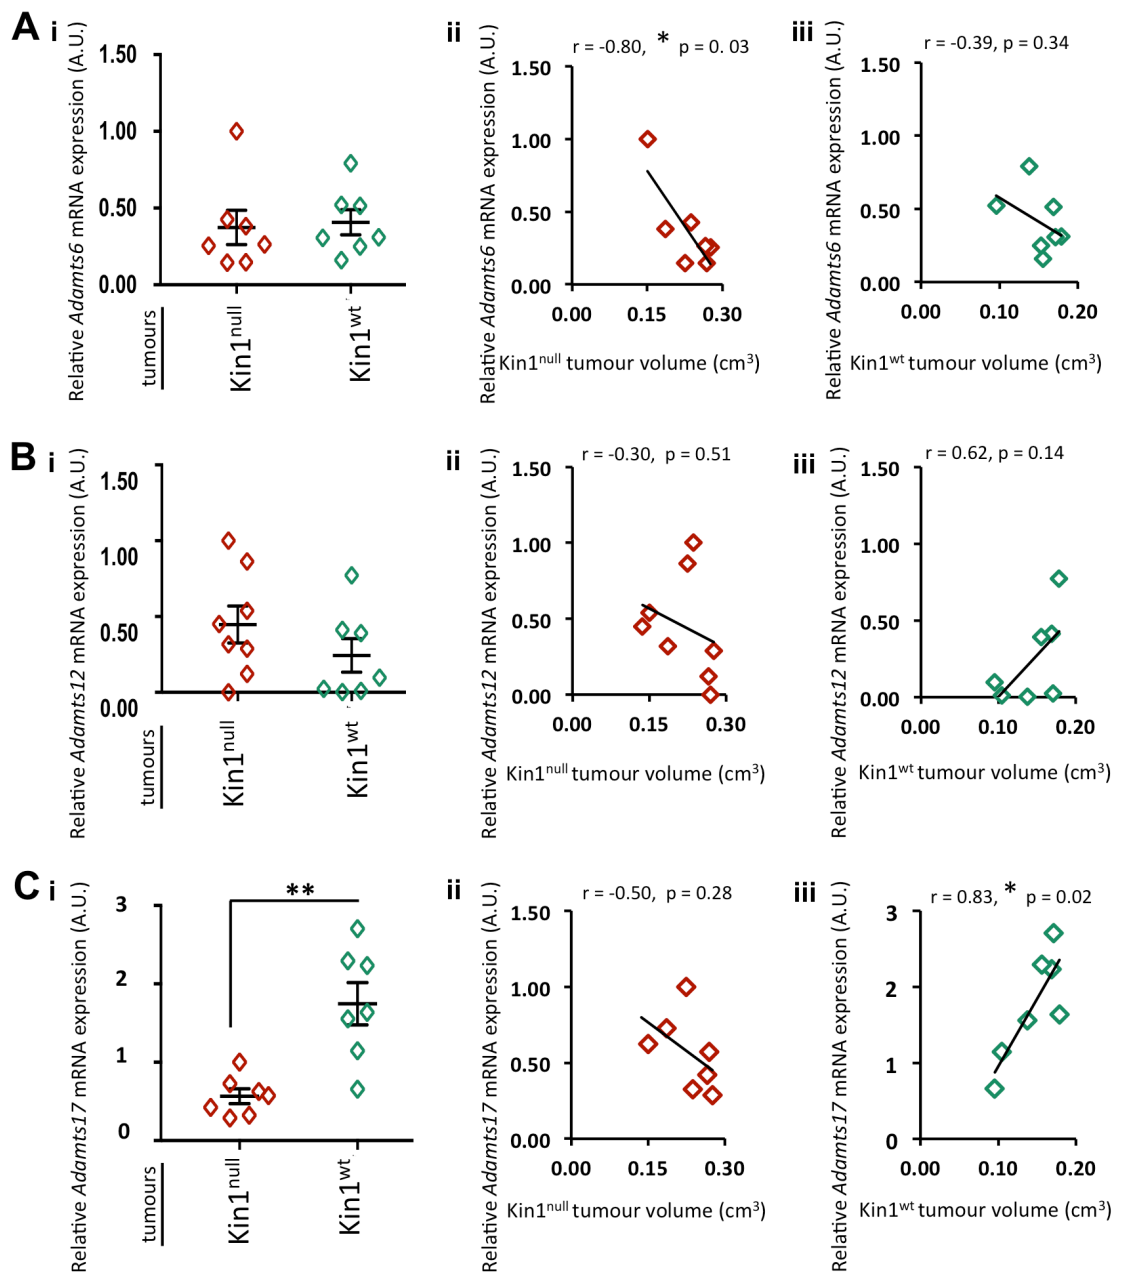 A
i
Relative Adamts6 mRNA expression (A.U.)
1.50
1.00
0.50
0.00
tumours
Kin1null
Kin1wt
ii
Relative Adamts6 mRNA expression (A.U.)
r = -0.80, * p = 0. 03
1.50
1.00
0.50
0.00
0.00 0.15 0.30
Kin1null tumour volume (cm3)
iii
Relative Adamts6 mRNA expression (A.U.)
r = -0.39, p = 0.34
1.50
1.00
0.50
0.00
0.00 0.10 0.20
Kin1wt tumour volume (cm3)
B
i
Relative Adamts12 mRNA expression (A.U.)
1.50
1.00
0.50
0.00
tumours
Kin1null
Kin1wt
ii
Relative Adamts12 mRNA expression (A.U.)
r = -0.30, p = 0.51
1.50
1.00
0.50
0.00
0.00 0.15 0.30
Kin1null tumour volume (cm3)
iii
Relative Adamts12 mRNA expression (A.U.)
r = 0.62, p = 0.14
1.50
1.00
0.50
0.00
0.00 0.10 0.20
Kin1wt tumour volume (cm3)
C
i
Relative Adamts17 mRNA expression (A.U.)
3
2
1
0
**
tumours
Kin1null
Kin1wt
ii
Relative Adamts17 mRNA expression (A.U.)
r = -0.50, p = 0.28
1.50
1.00
0.50
0.00
0.00 0.15 0.30
Kin1null tumour volume (cm3)
iii
Relative Adamts17 mRNA expression (A.U.)
r = 0.83, * p = 0.02
3
2
1
0
0.00 0.10 0.20
Kin1wt tumour volume (cm3)